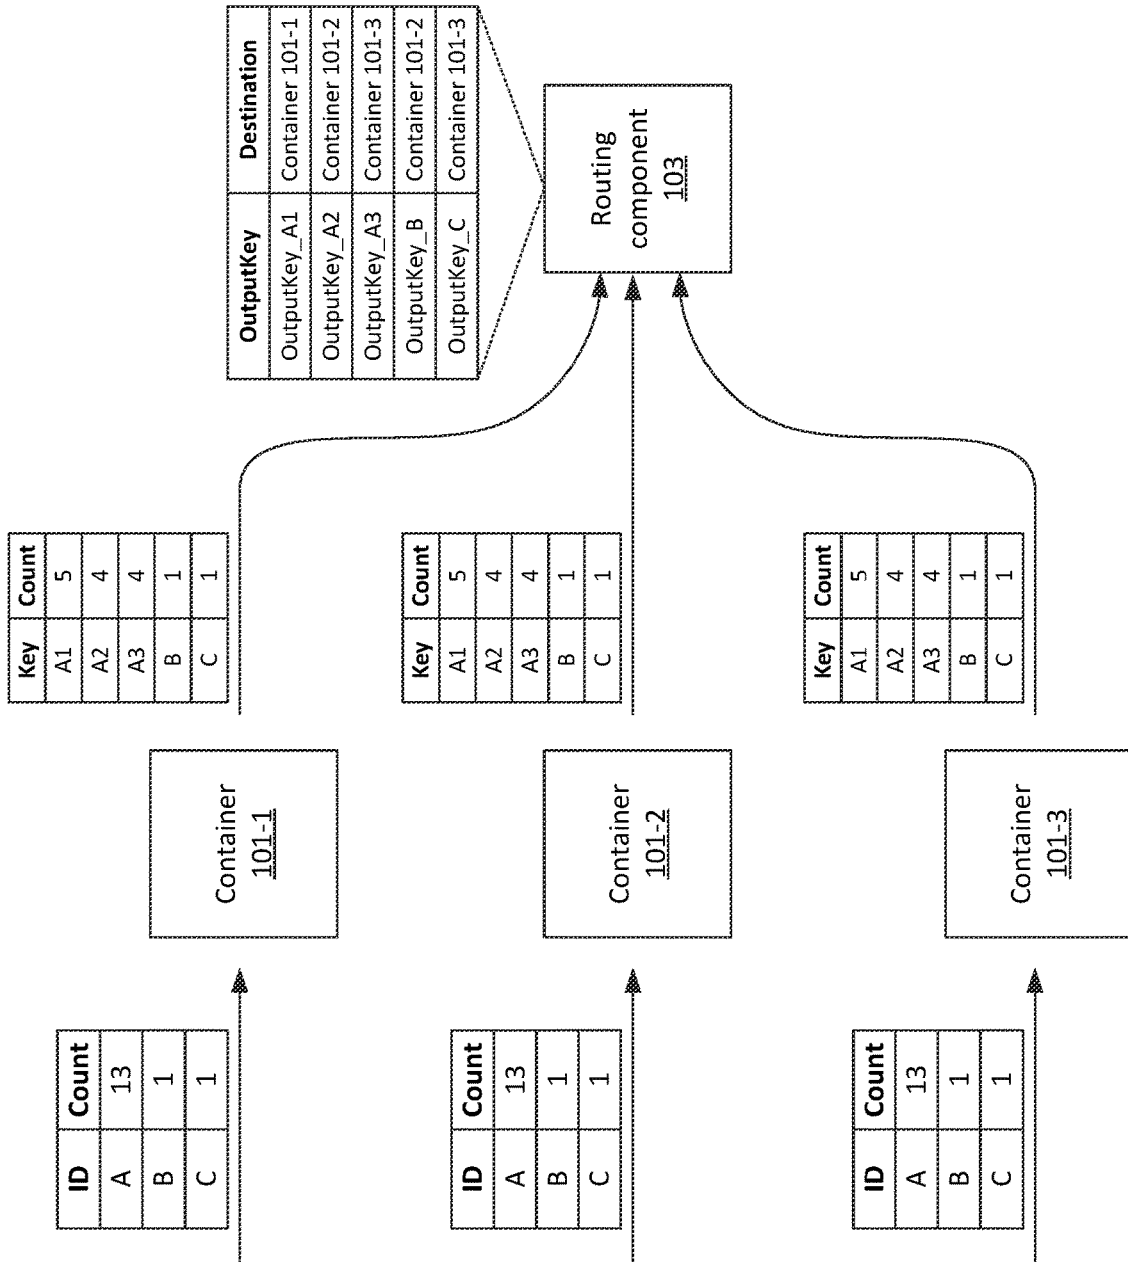 ID Count
A 13
B 1
C 1
Container
101-1
Key Count
A1 5
A2 4
A3 4
B 1
C 1
ID Count
A 13
B 1
C 1
Container
101-2
Key Count
A1 5
A2 4
A3 4
B 1
C 1
ID Count
A 13
B 1
C 1
Container
101-3
Key Count
A1 5
A2 4
A3 4
B 1
C 1
OutputKey Destination
OutputKey_A1 Container 101-1
OutputKey_A2 Container 101-2
OutputKey_A3 Container 101-3
OutputKey_B Container 101-2
OutputKey_C Container 101-3
Routing
component
103